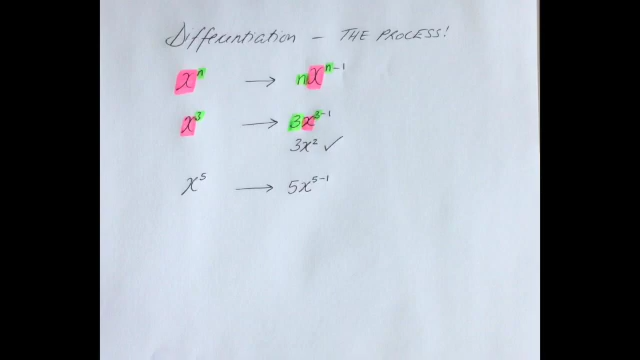 Differentiation – THE PROCESS!
xⁿ → nxⁿ⁻¹
x³ → 3x³⁻¹
3x² ✓
x⁵ → 5x⁵⁻¹